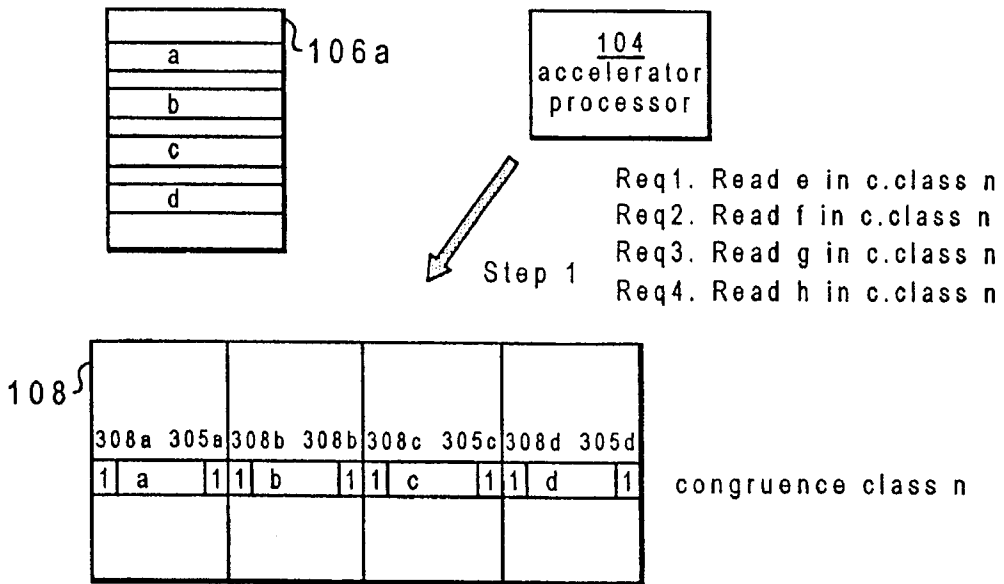 106a
a
b
c
d
104
accelerator
processor
Req1. Read e in c.class n
Req2. Read f in c.class n
Req3. Read g in c.class n
Req4. Read h in c.class n
Step 1
108
308a 305a 308b 308b 308c 305c 308d 305d
1 a 1 1 b 1 1 c 1 1 d 1
congruence class n